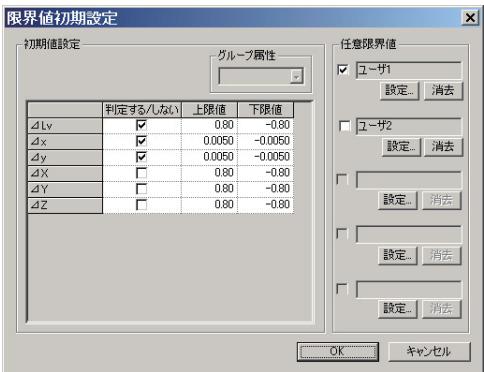 限界値初期設定
初期値設定
グループ属性
判定する/しない 上限値 下限値
⊿Lv 0.80 -0.80
⊿x 0.0050 -0.0050
⊿y 0.0050 -0.0050
⊿X 0.80 -0.80
⊿Y 0.80 -0.80
⊿Z 0.80 -0.80
任意限界値
ユーザ1
設定... 消去
ユーザ2
設定... 消去
設定... 消去
設定... 消去
設定... 消去
OK キャンセル